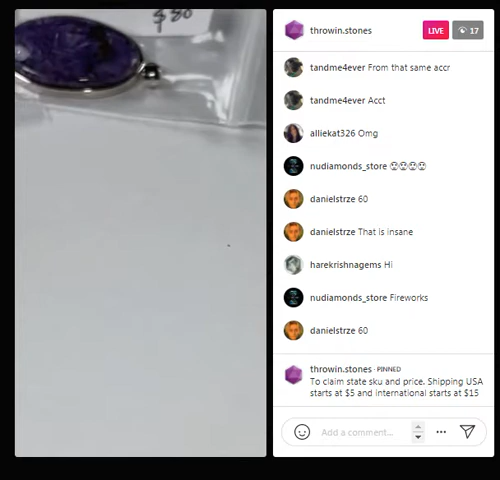 $80
throwin.stones
LIVE
17
tandme4ever From that same accr
tandme4ever Acct
alliekat326 Omg
nudiamonds_store 😯😯😯😯
danielstrze 60
danielstrze That is insane
harekrishnagems Hi
nudiamonds_store Fireworks
danielstrze 60
throwin.stones · PINNED
To claim state sku and price. Shipping USA
starts at $5 and international starts at $15
Add a comment...